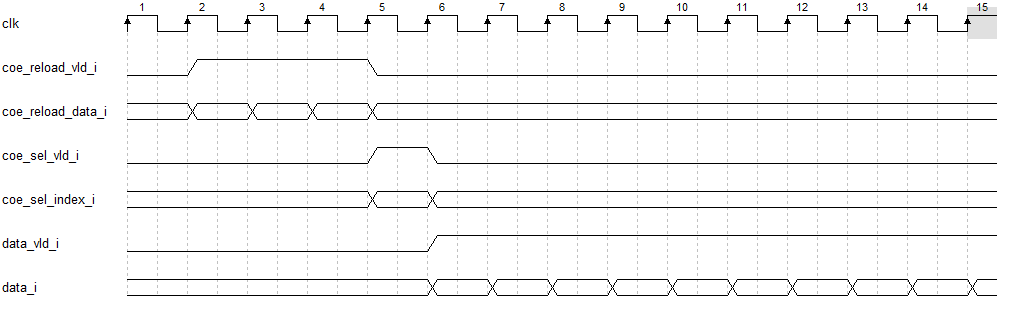 1 2 3 4 5 6 7 8 9 10 11 12 13 14 15
clk
coe_reload_vld_i
coe_reload_data_i
coe_sel_vld_i
coe_sel_index_i
data_vld_i
data_i